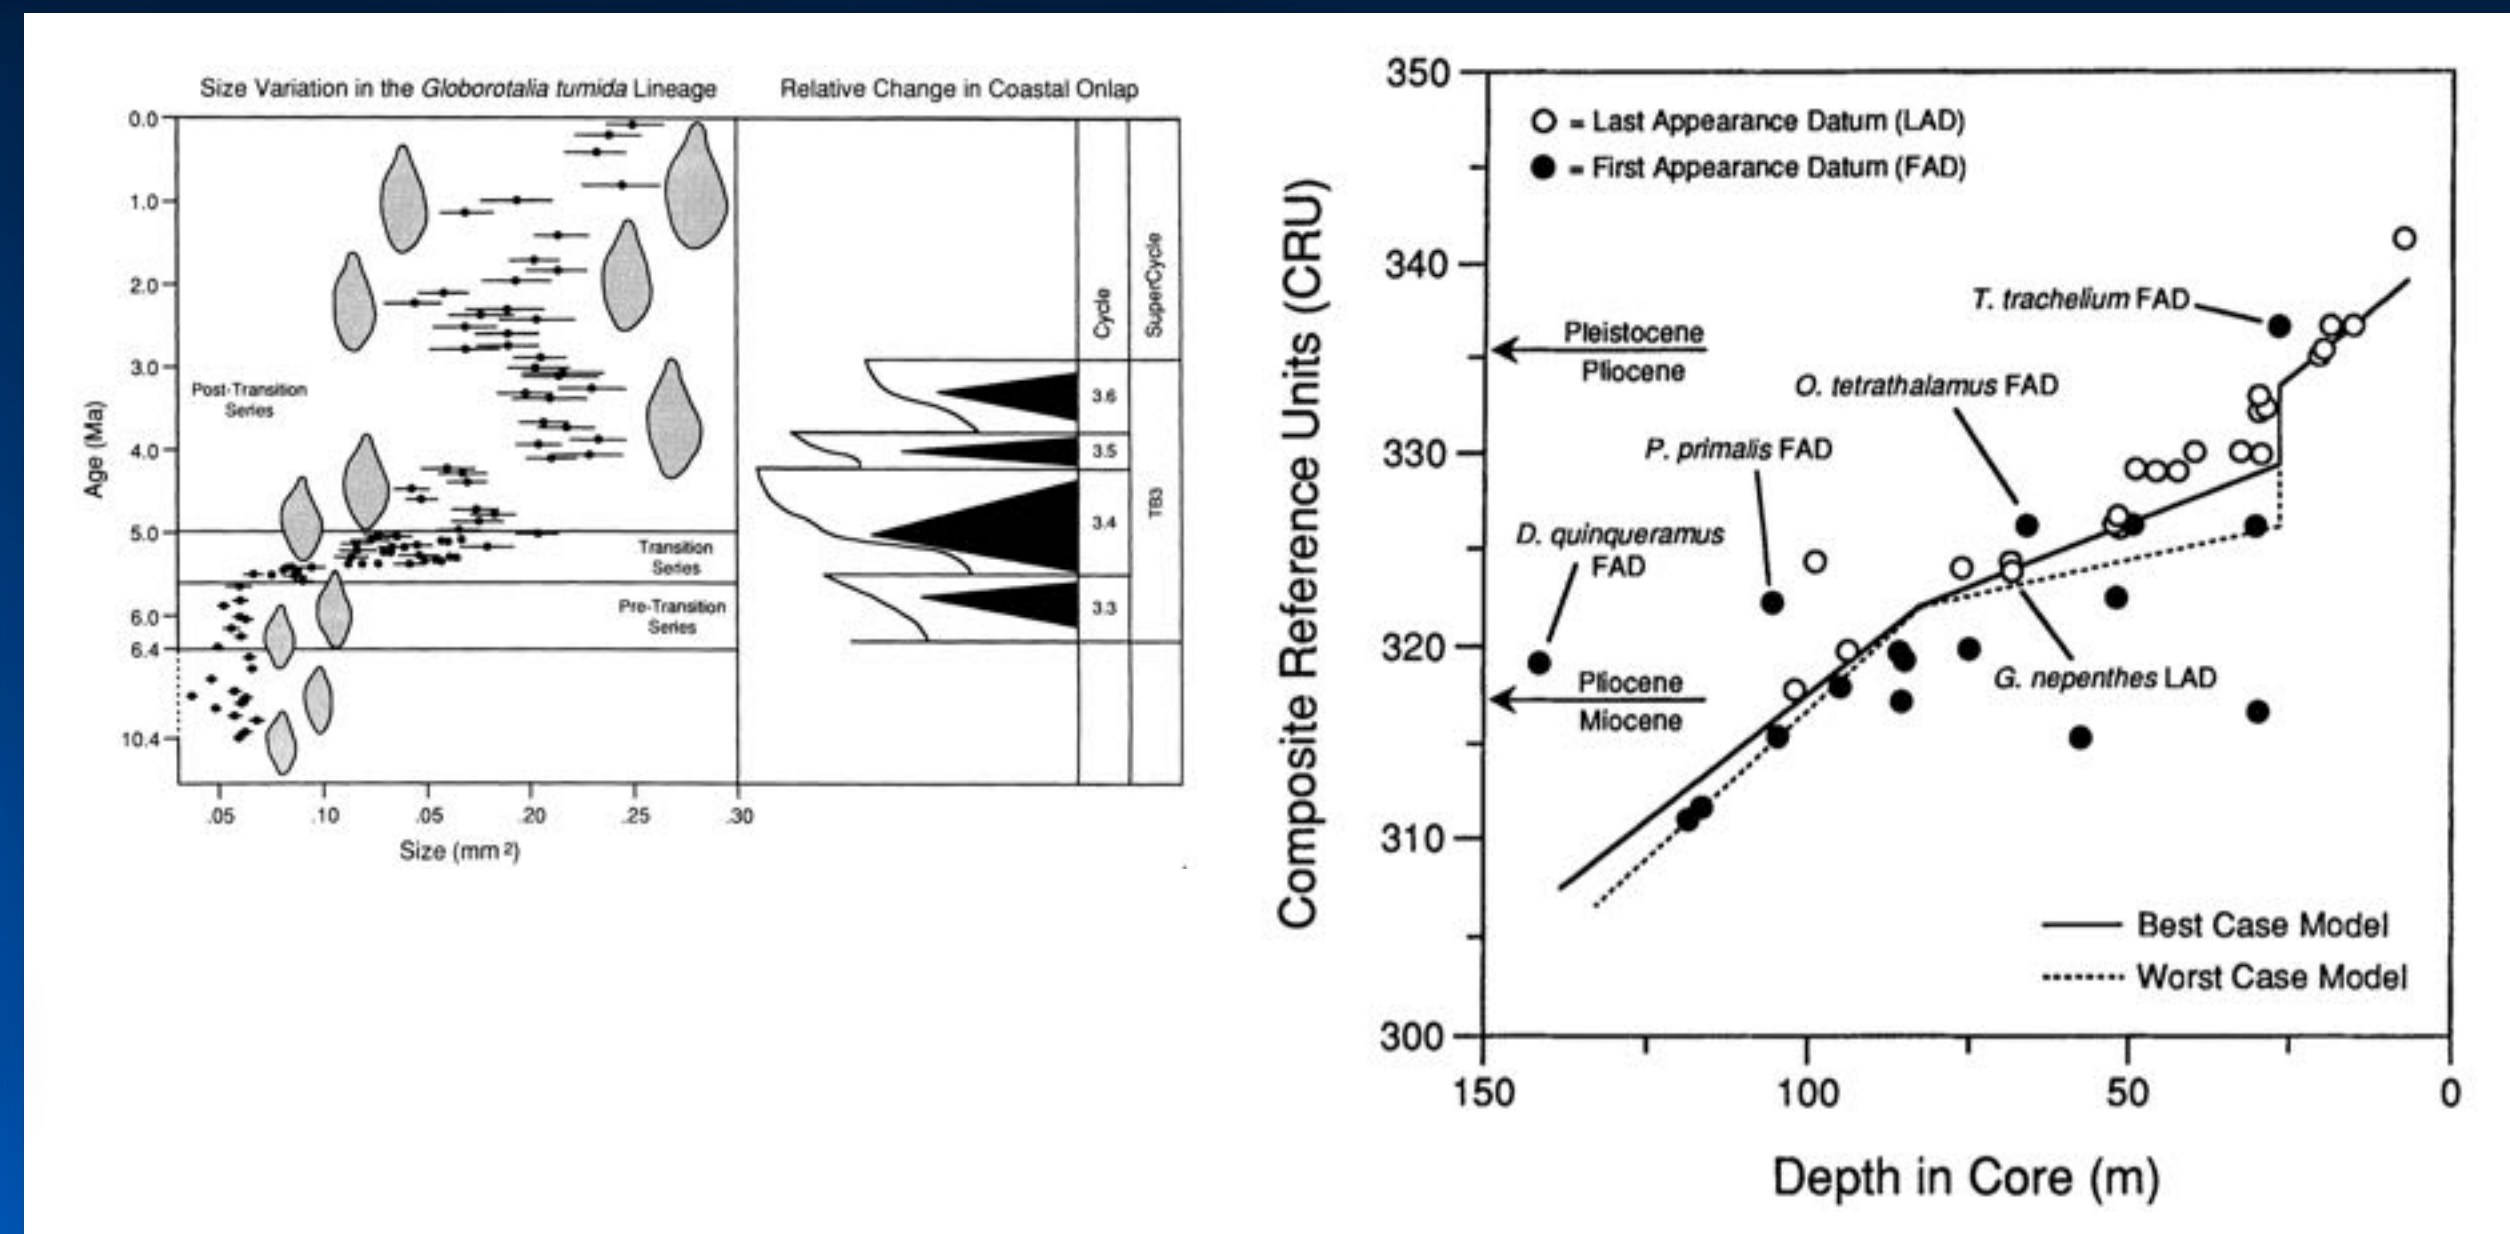 Size Variation in the Globorotalia tumida Lineage
Relative Change in Coastal Onlap
0.0
1.0
2.0
3.0
4.0
5.0
6.0
6.4
10.4
Age (Ma)
Post-Transition
Series
Transition
Series
Pre-Transition
Series
.05
.10
.05
.20
.25
.30
Size (mm²)
Cycle
SuperCycle
3.6
3.5
3.4
3.3
TB3
350
340
330
320
310
300
Composite Reference Units (CRU)
= Last Appearance Datum (LAD)
= First Appearance Datum (FAD)
T. trachelium FAD
Pleistocene
Pliocene
O. tetrathalamus FAD
P. primalis FAD
D. quinqueramus
FAD
G. nepenthes LAD
Pliocene
Miocene
Best Case Model
Worst Case Model
150
100
50
0
Depth in Core (m)